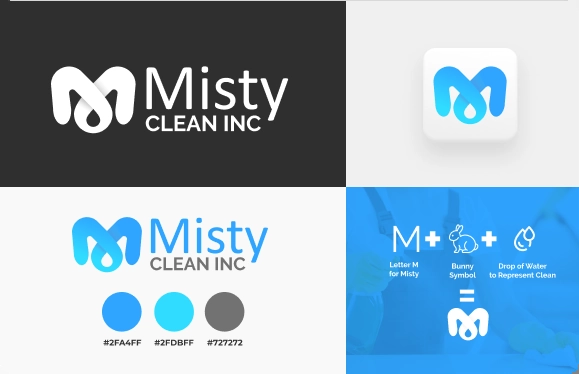 Misty
CLEAN INC
Misty
CLEAN INC
#2FA4FF
#2FDBFF
#727272
M
Letter M
for Misty
Bunny
Symbol
Drop of Water
to Represent Clean